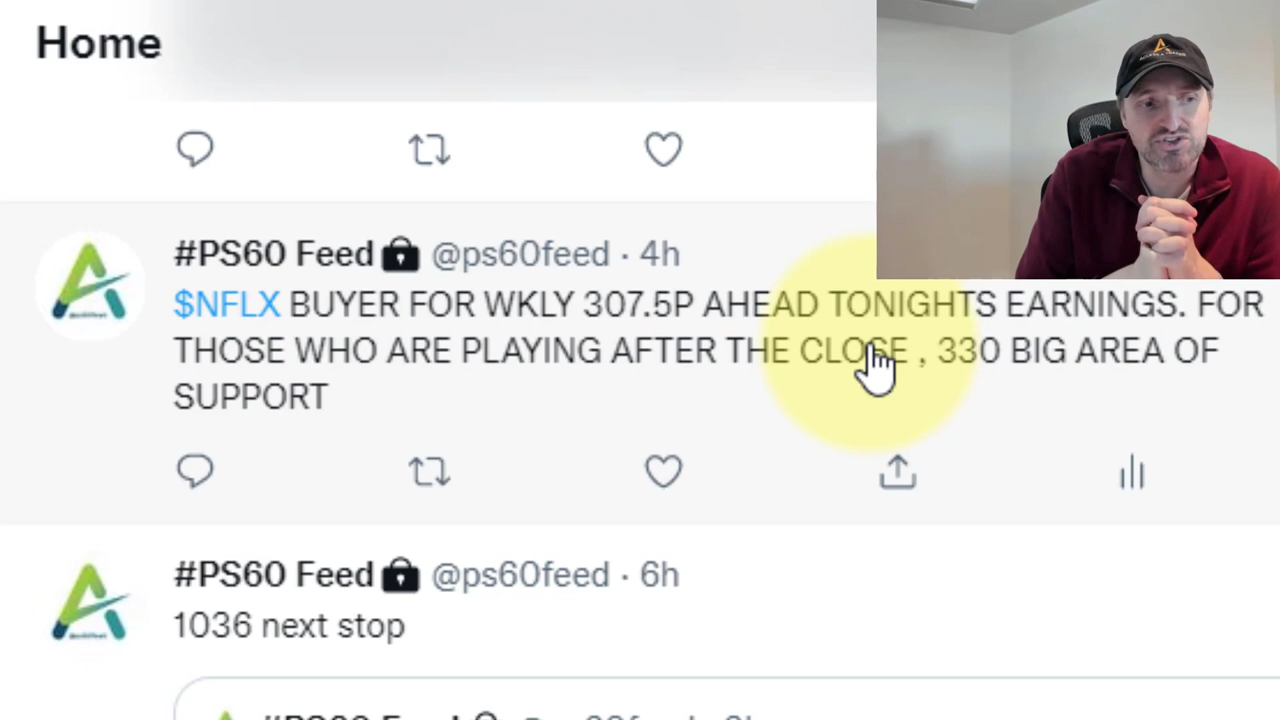 Home
#PS60 Feed @ps60feed · 4h
$NFLX BUYER FOR WKLY 307.5P AHEAD TONIGHTS EARNINGS. FOR
THOSE WHO ARE PLAYING AFTER THE CLOSE , 330 BIG AREA OF
SUPPORT
#PS60 Feed @ps60feed · 6h
1036 next stop